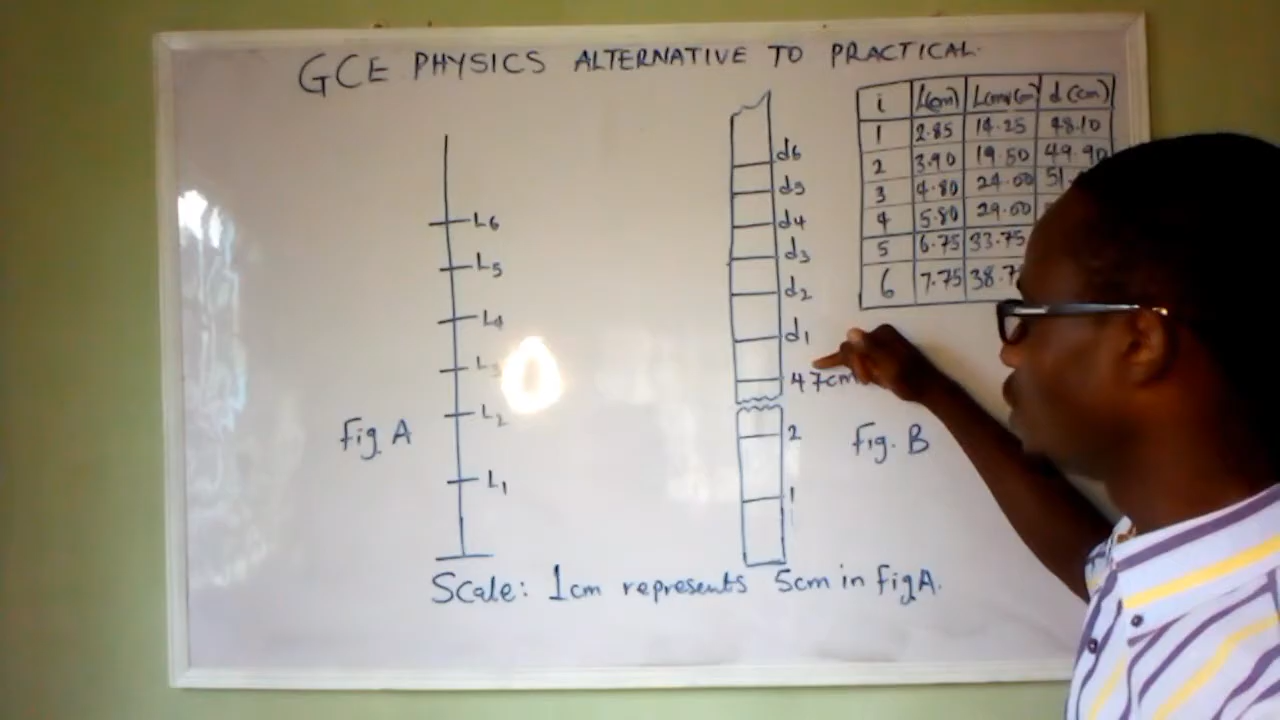 GCE PHYSICS ALTERNATIVE TO PRACTICAL.
i L(cm) d (cm)
1 2.85 14.25 48.10
2 3.90 19.50 49.90
3 4.80 24.00 51.
4 5.80 29.00
5 6.75 33.75
6 7.75 38.7
L6
L5
L4
L3
L2
L1
Fig A
d6
d5
d4
d3
d2
d1
47cm
2
1
Fig. B
Scale: 1cm represents 5cm in Fig A.